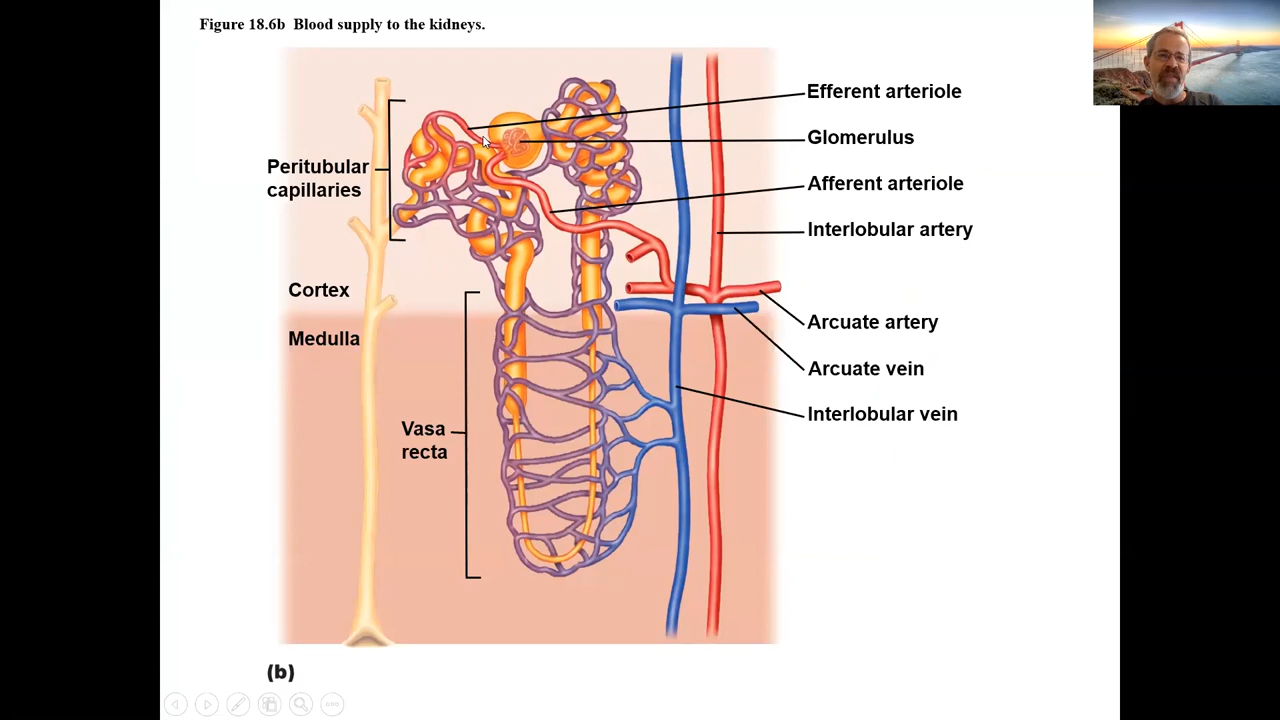 Figure 18.6b Blood supply to the kidneys.
Efferent arteriole
Glomerulus
Peritubular
capillaries
Afferent arteriole
Interlobular artery
Cortex
Medulla
Arcuate artery
Arcuate vein
Interlobular vein
Vasa
recta
(b)